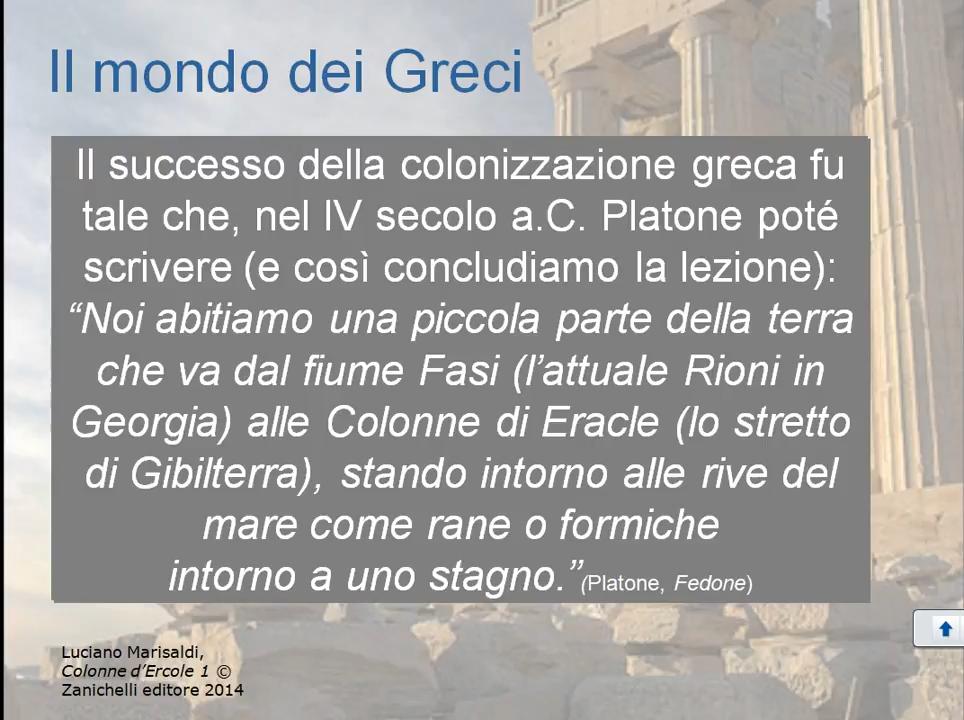 Il mondo dei Greci
Il successo della colonizzazione greca fu
tale che, nel IV secolo a.C. Platone poté
scrivere (e così concludiamo la lezione):
“Noi abitiamo una piccola parte della terra
che va dal fiume Fasi (l’attuale Rioni in
Georgia) alle Colonne di Eracle (lo stretto
di Gibilterra), stando intorno alle rive del
mare come rane o formiche
intorno a uno stagno.”(Platone, Fedone)
Luciano Marisaldi,
Colonne d’Ercole 1 ©
Zanichelli editore 2014